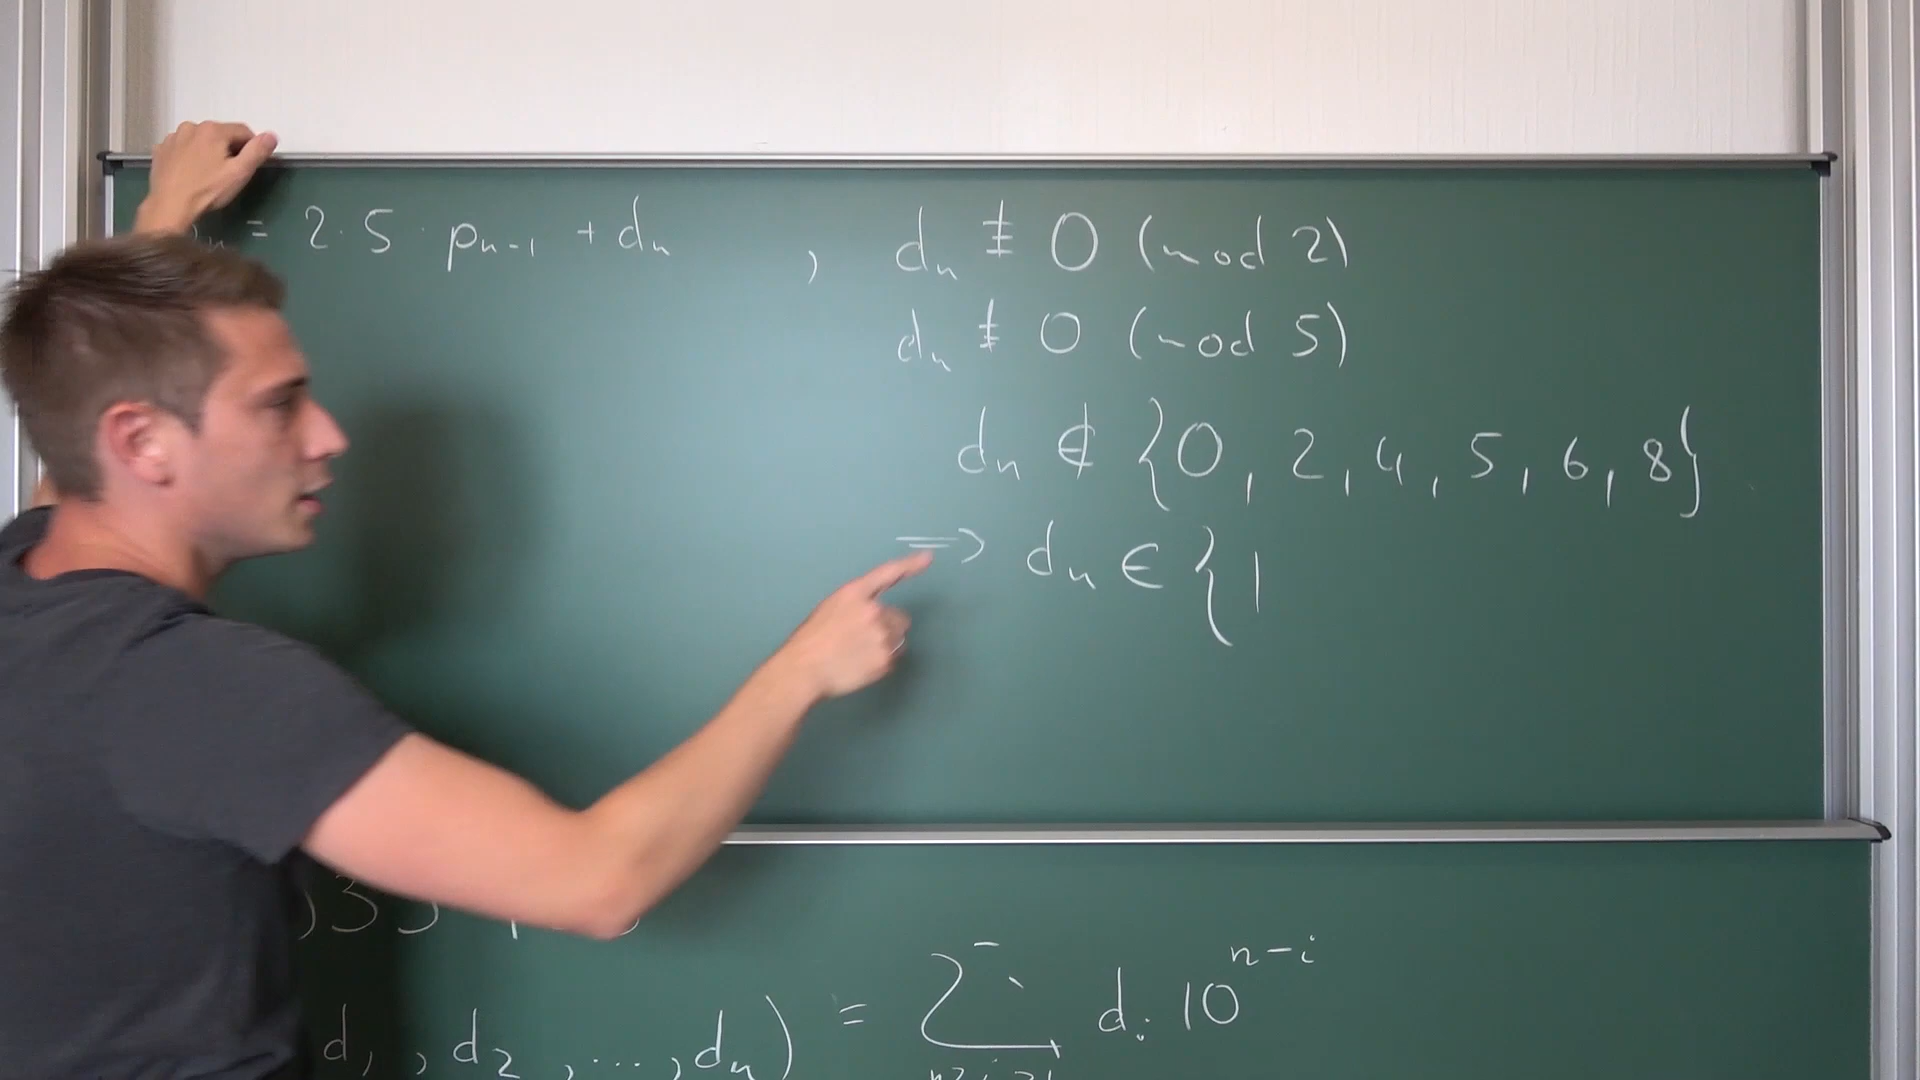 = 2·5·pₙ₋₁ + dₙ , dₙ ≢ 0 (mod 2)
dₙ ≢ 0 (mod 5)
dₙ ∉ {0, 2, 4, 5, 6, 8}
⇒ dₙ ∈ {1
d₁, d₂, ..., dₙ) = Σ dᵢ 10ⁿ⁻ⁱ